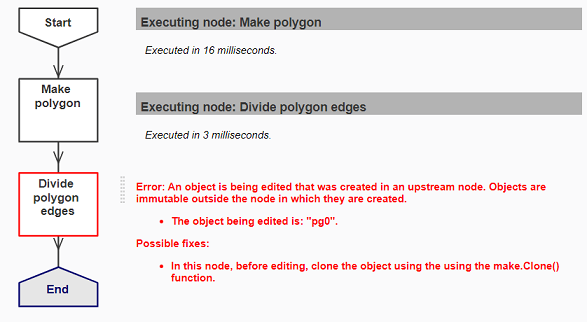 Start
Make
polygon
Divide
polygon
edges
End
Executing node: Make polygon
Executed in 16 milliseconds.
Executing node: Divide polygon edges
Executed in 3 milliseconds.
Error: An object is being edited that was created in an upstream node. Objects are
immutable outside the node in which they are created.
• The object being edited is: "pg0".
Possible fixes:
• In this node, before editing, clone the object using the using the make.Clone()
function.